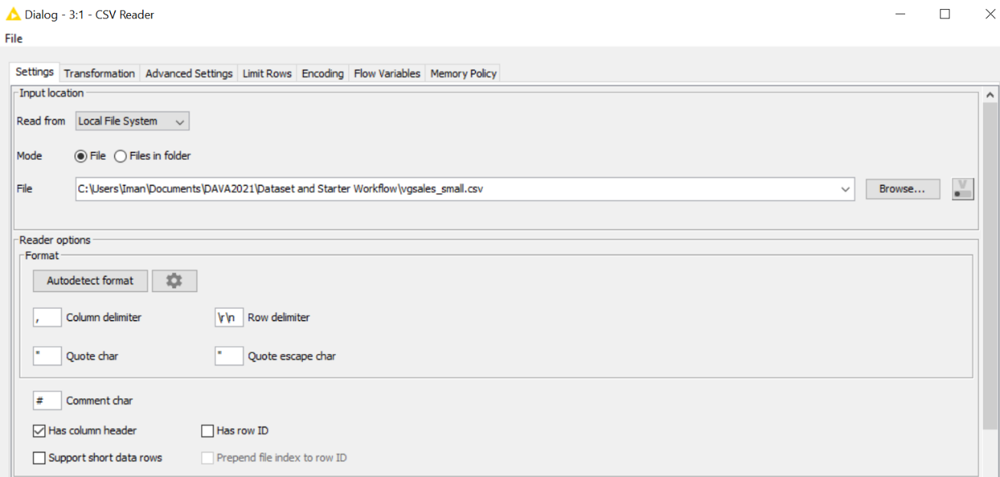 Dialog - 3:1 - CSV Reader
File
Settings Transformation Advanced Settings Limit Rows Encoding Flow Variables Memory Policy
Input location
Read from Local File System
Mode File Files in folder
File C:\Users\Iman\Documents\DAVA2021\Dataset and Starter Workflow\vgsales_small.csv Browse... V
Reader options
Format
Autodetect format
, Column delimiter \r\n Row delimiter
" Quote char " Quote escape char
# Comment char
Has column header Has row ID
Support short data rows Prepend file index to row ID